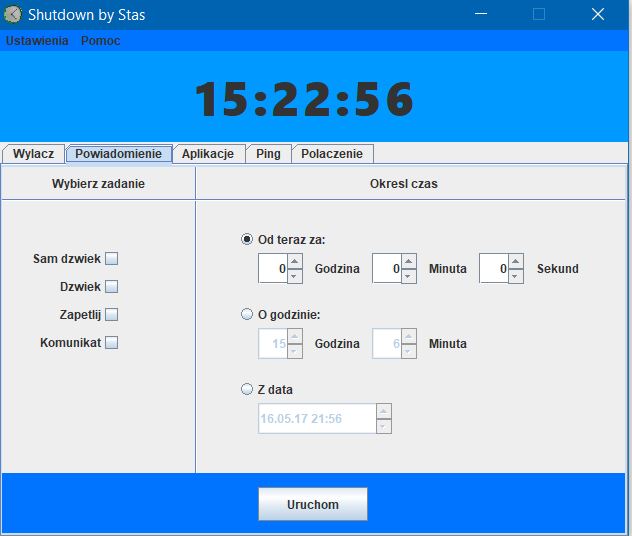 Shutdown by Stas
Ustawienia Pomoc
15:22:56
Wylacz Powiadomienie Aplikacje Ping Polaczenie
Wybierz zadanie Okresl czas
Od teraz za:
Sam dzwiek
0 Godzina 0 Minuta 0 Sekund
Dzwiek
Zapetlij O godzinie:
Komunikat 15 Godzina 6 Minuta
Z data
16.05.17 21:56
Uruchom